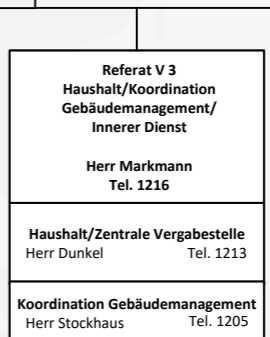 Referat V 3
Haushalt/Koordination
Gebäudemanagement/
Innerer Dienst
Herr Markmann
Tel. 1216
Haushalt/Zentrale Vergabestelle
Herr Dunkel Tel. 1213
Koordination Gebäudemanagement
Herr Stockhaus Tel. 1205